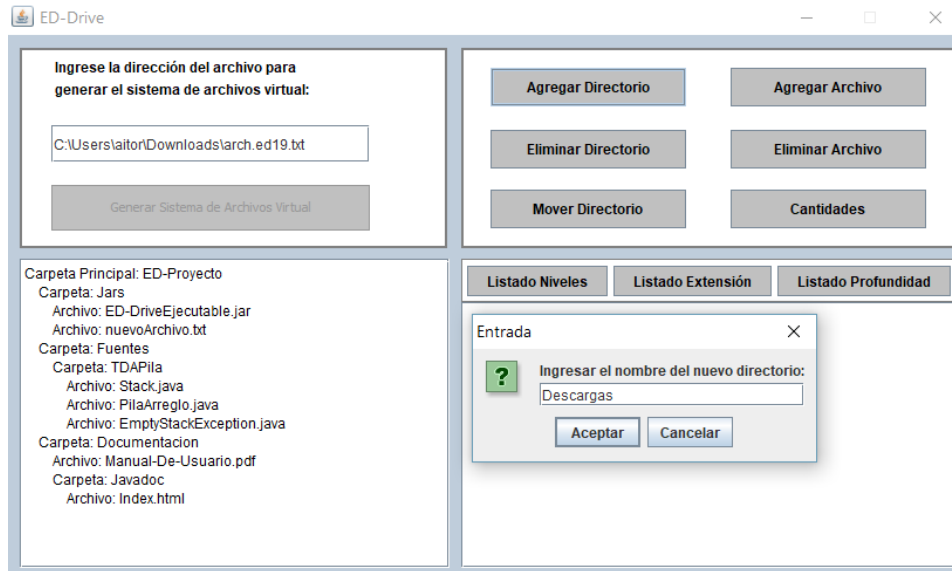 ED-Drive
Ingrese la dirección del archivo para
generar el sistema de archivos virtual:
C:\Users\aitor\Downloads\arch.ed19.txt
Generar Sistema de Archivos Virtual
Agregar Directorio
Agregar Archivo
Eliminar Directorio
Eliminar Archivo
Mover Directorio
Cantidades
Carpeta Principal: ED-Proyecto
Carpeta: Jars
Archivo: ED-DriveEjecutable.jar
Archivo: nuevoArchivo.txt
Carpeta: Fuentes
Carpeta: TDAPila
Archivo: Stack.java
Archivo: PilaArreglo.java
Archivo: EmptyStackException.java
Carpeta: Documentacion
Archivo: Manual-De-Usuario.pdf
Carpeta: Javadoc
Archivo: Index.html
Listado Niveles
Listado Extensión
Listado Profundidad
Entrada
?
Ingresar el nombre del nuevo directorio:
Descargas
Aceptar
Cancelar